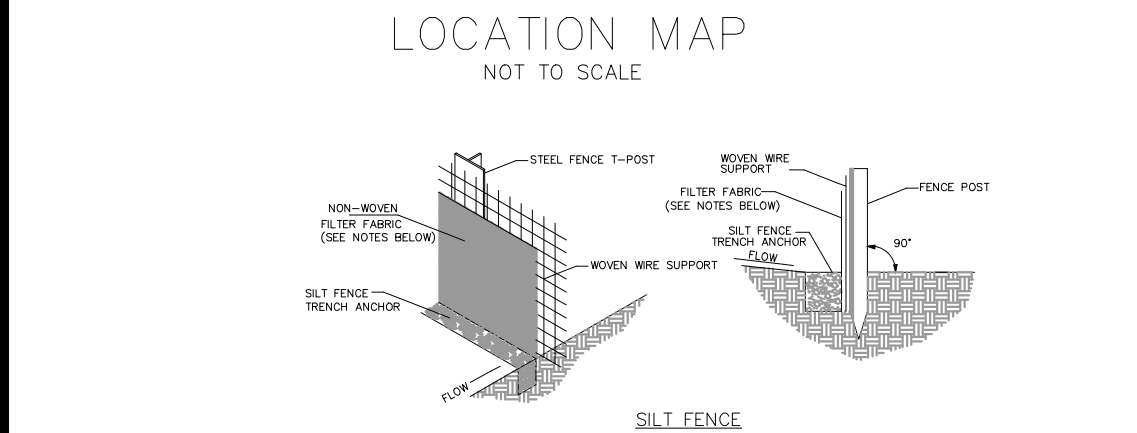 LOCATION MAP
NOT TO SCALE
STEEL FENCE T-POST
NON-WOVEN
FILTER FABRIC
(SEE NOTES BELOW)
WOVEN WIRE SUPPORT
SILT FENCE
TRENCH ANCHOR
FLOW
WOVEN WIRE
SUPPORT
FILTER FABRIC
(SEE NOTES BELOW)
FENCE POST
SILT FENCE
TRENCH ANCHOR
FLOW
90°
SILT FENCE